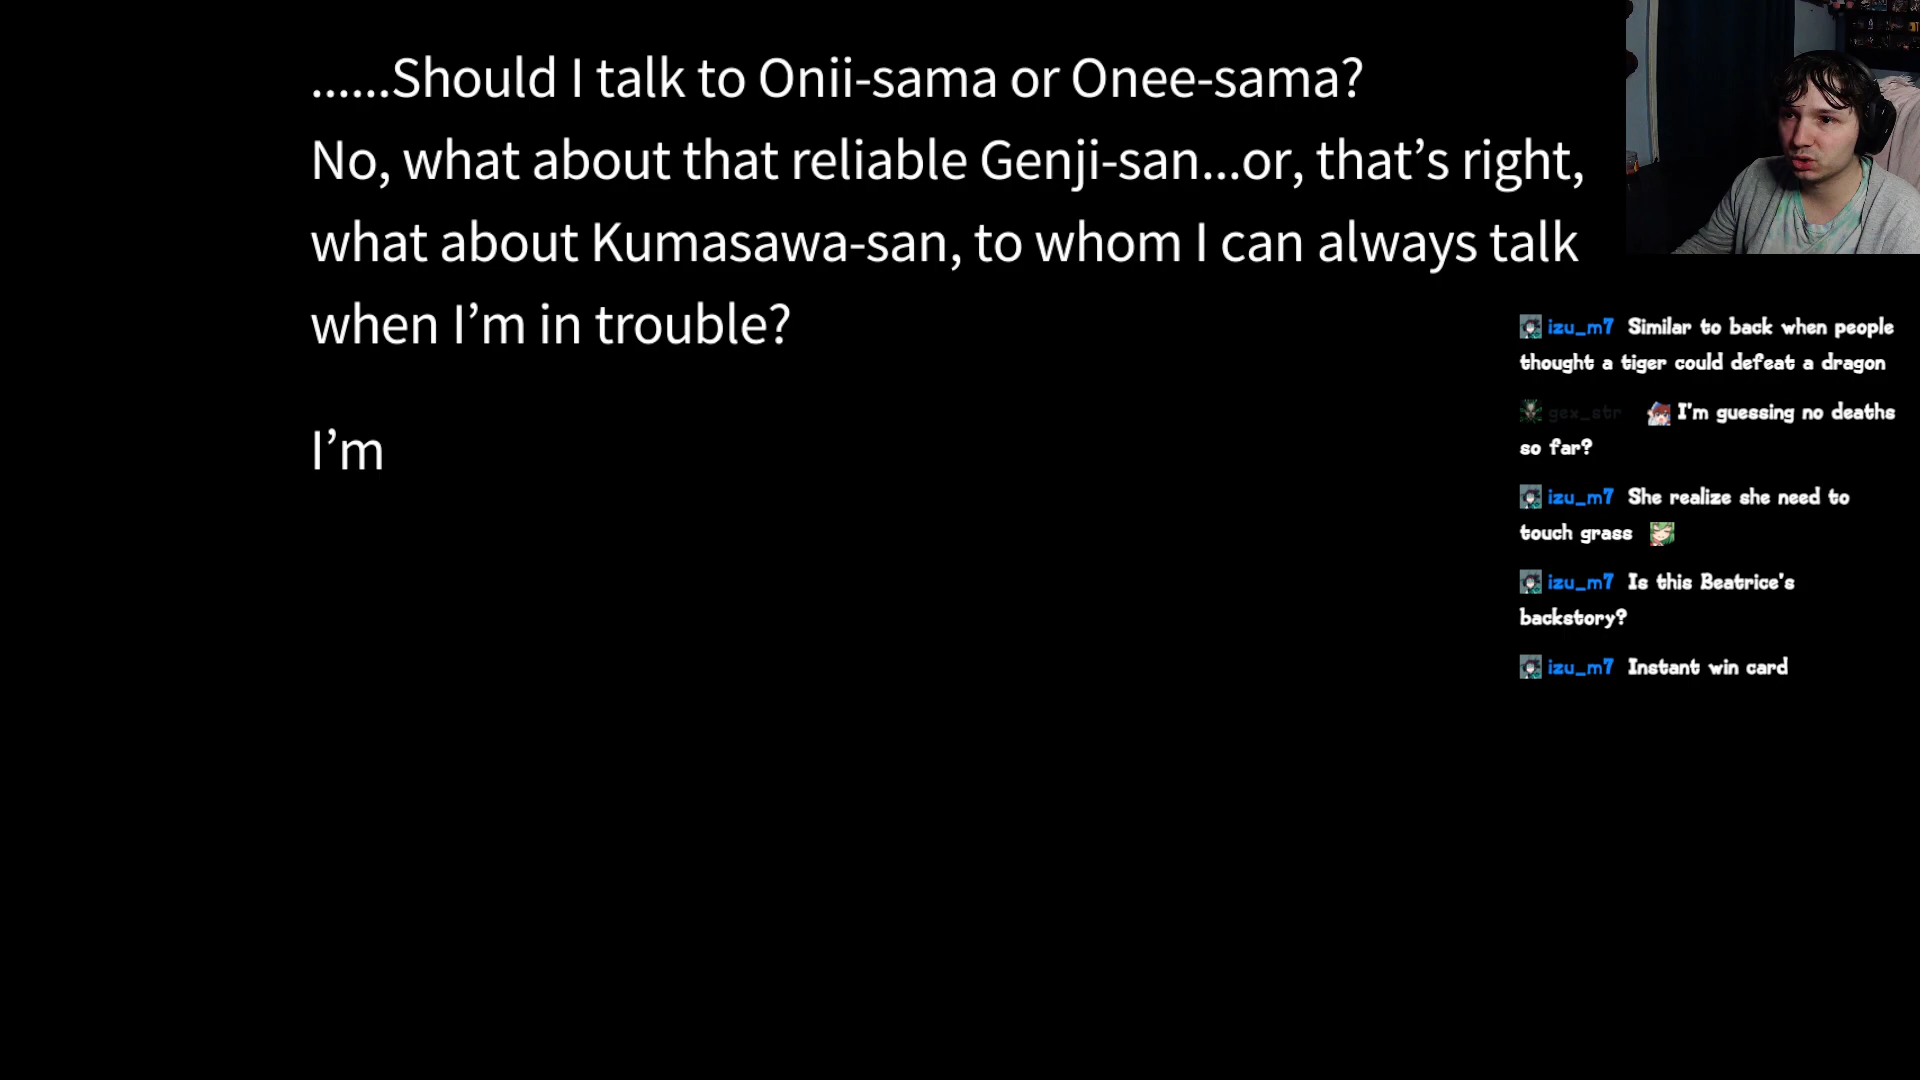 ......Should I talk to Onii-sama or Onee-sama?
No, what about that reliable Genji-san...or, that’s right,
what about Kumasawa-san, to whom I can always talk
when I’m in trouble?
I’m
izu_m7 Similar to back when people
thought a tiger could defeat a dragon
gex_str I'm guessing no deaths
so far?
izu_m7 She realize she need to
touch grass
izu_m7 Is this Beatrice's
backstory?
izu_m7 Instant win card